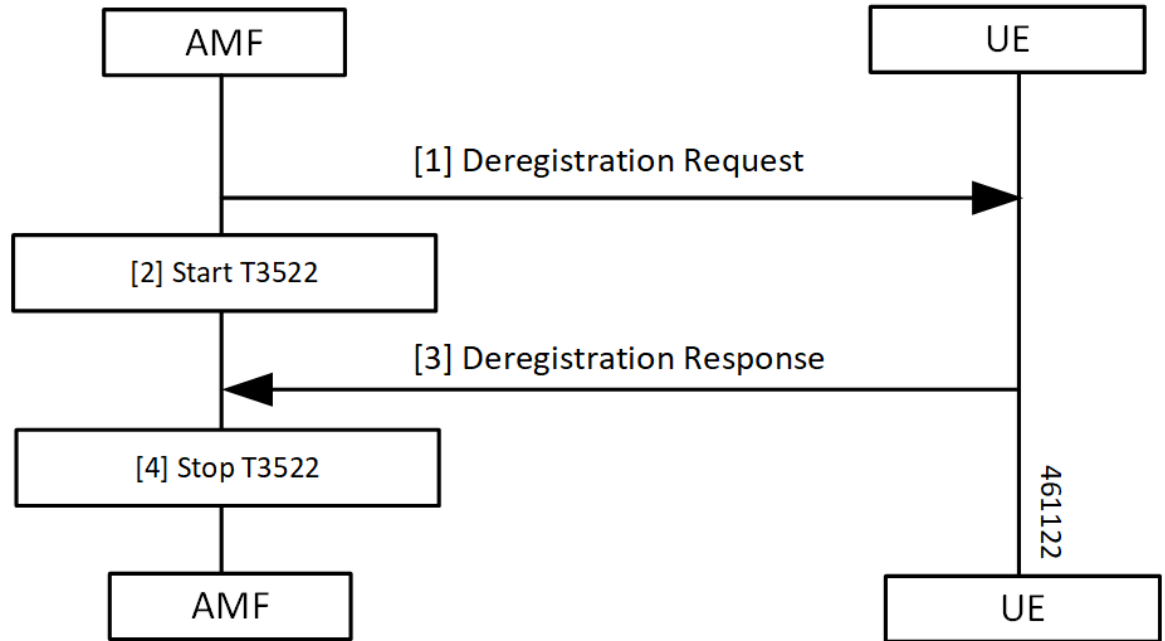 AMF
UE
[1] Deregistration Request
[2] Start T3522
[3] Deregistration Response
[4] Stop T3522
461122
AMF
UE